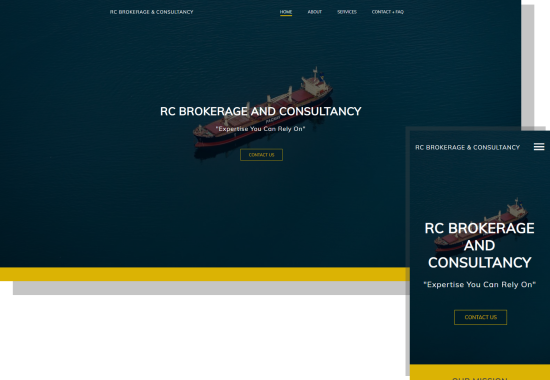 RC BROKERAGE & CONSULTANCY
HOME ABOUT SERVICES CONTACT + FAQ
RC BROKERAGE AND CONSULTANCY
"Expertise You Can Rely On"
CONTACT US
RC BROKERAGE & CONSULTANCY
RC BROKERAGE
AND
CONSULTANCY
"Expertise You Can Rely On"
CONTACT US
OUR MISSION